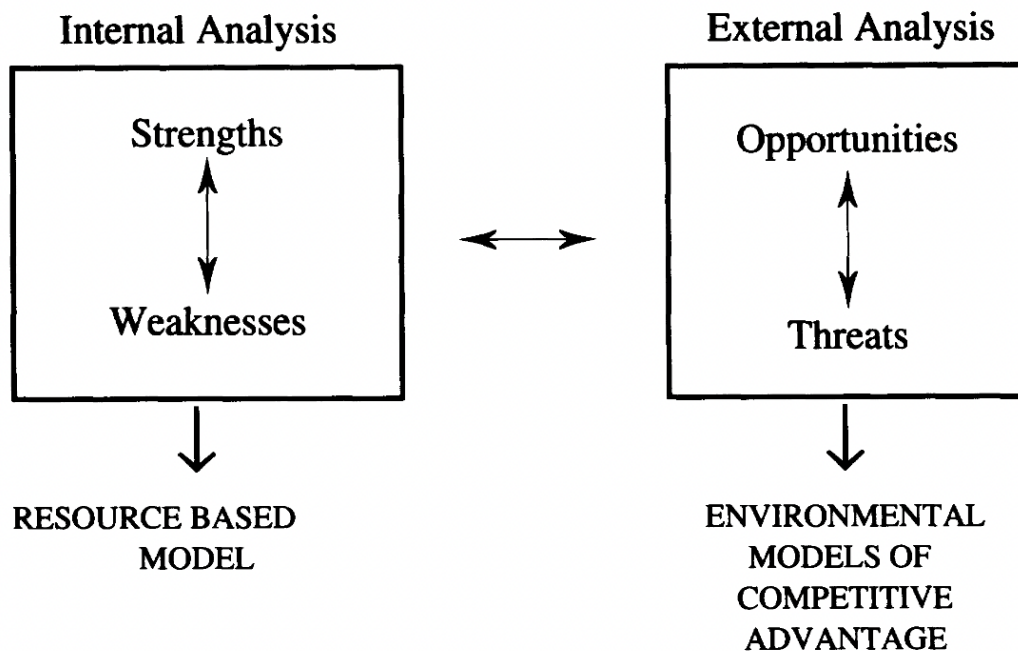 Internal Analysis
Strengths
Weaknesses
RESOURCE BASED
MODEL
External Analysis
Opportunities
Threats
ENVIRONMENTAL
MODELS OF
COMPETITIVE
ADVANTAGE